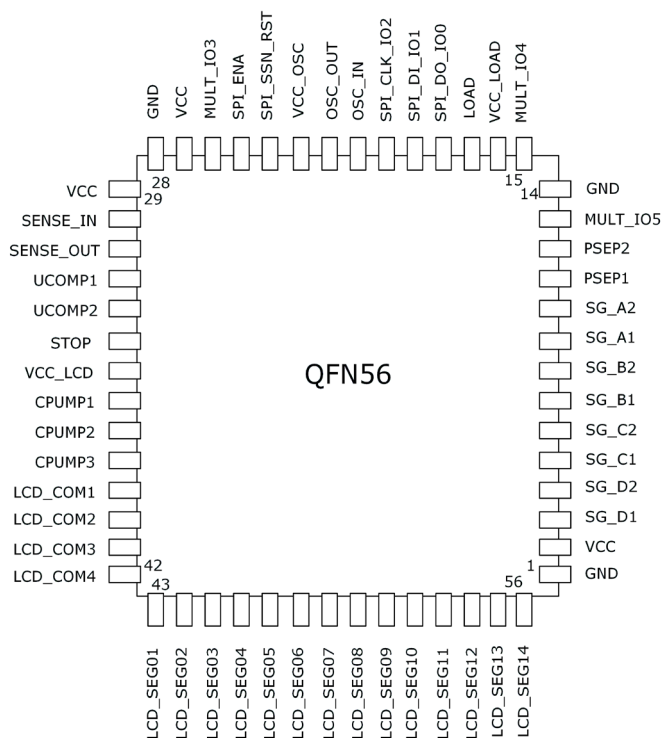 GND
VCC
MULT_IO3
SPI_ENA
SPI_SSN_RST
VCC_OSC
OSC_OUT
OSC_IN
SPI_CLK_IO2
SPI_DI_IO1
SPI_DO_IO0
LOAD
VCC_LOAD
MULT_IO4
28
15
29
14
VCC
SENSE_IN
SENSE_OUT
UCOMP1
UCOMP2
STOP
VCC_LCD
CPUMP1
CPUMP2
CPUMP3
LCD_COM1
LCD_COM2
LCD_COM3
LCD_COM4
QFN56
GND
MULT_IO5
PSEP2
PSEP1
SG_A2
SG_A1
SG_B2
SG_B1
SG_C2
SG_C1
SG_D2
SG_D1
VCC
GND
42
1
43
56
LCD_SEG01
LCD_SEG02
LCD_SEG03
LCD_SEG04
LCD_SEG05
LCD_SEG06
LCD_SEG07
LCD_SEG08
LCD_SEG09
LCD_SEG10
LCD_SEG11
LCD_SEG12
LCD_SEG13
LCD_SEG14